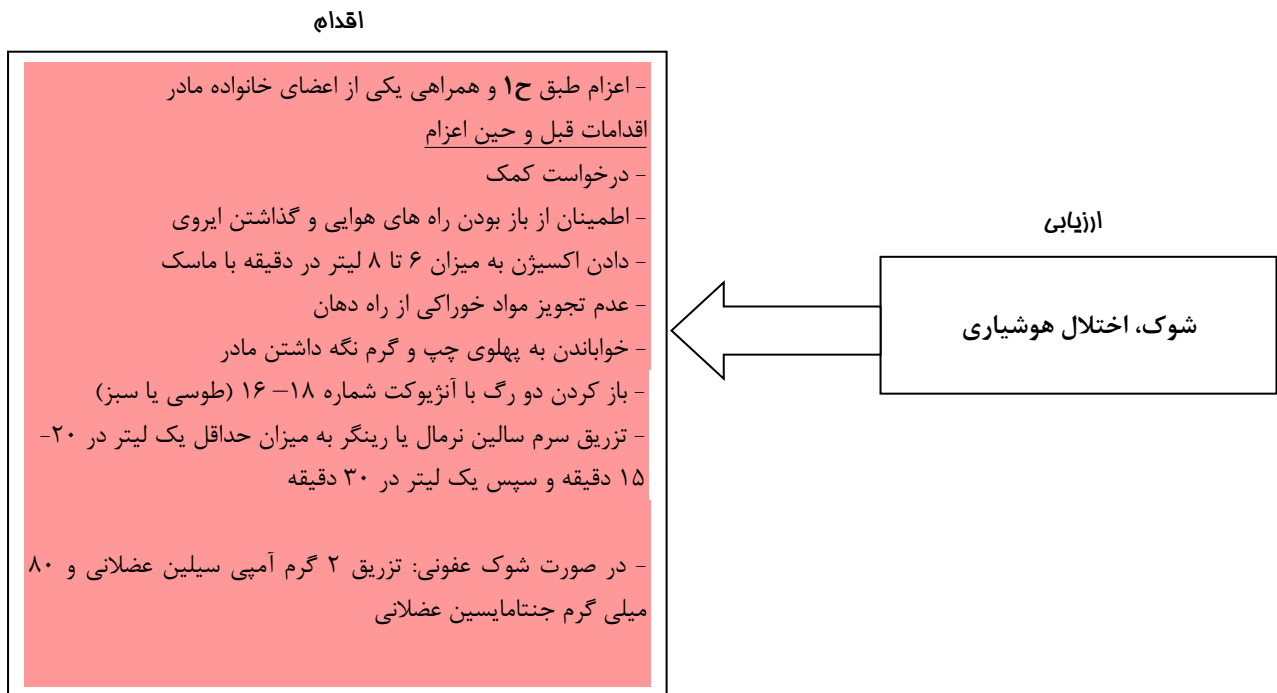 اقدام
- اعزام طبق ح۱ و همراهی یکی از اعضای خانواده مادر
اقدامات قبل و حین اعزام
- درخواست کمک
- اطمینان از باز بودن راه های هوایی و گذاشتن ایروی
- دادن اکسیژن به میزان ۶ تا ۸ لیتر در دقیقه با ماسک
- عدم تجویز مواد خوراکی از راه دهان
- خواباندن به پهلوی چپ و گرم نگه داشتن مادر
- باز کردن دو رگ با آنژیوکت شماره ۱۸– ۱۶ (طوسی یا سبز)
- تزریق سرم سالین نرمال یا رینگر به میزان حداقل یک لیتر در ۲۰-
۱۵ دقیقه و سپس یک لیتر در ۳۰ دقیقه
- در صورت شوک عفونی: تزریق ۲ گرم آمپی سیلین عضلانی و ۸۰
میلی گرم جنتامایسین عضلانی
ارزیابی
شوک، اختلال هوشیاری